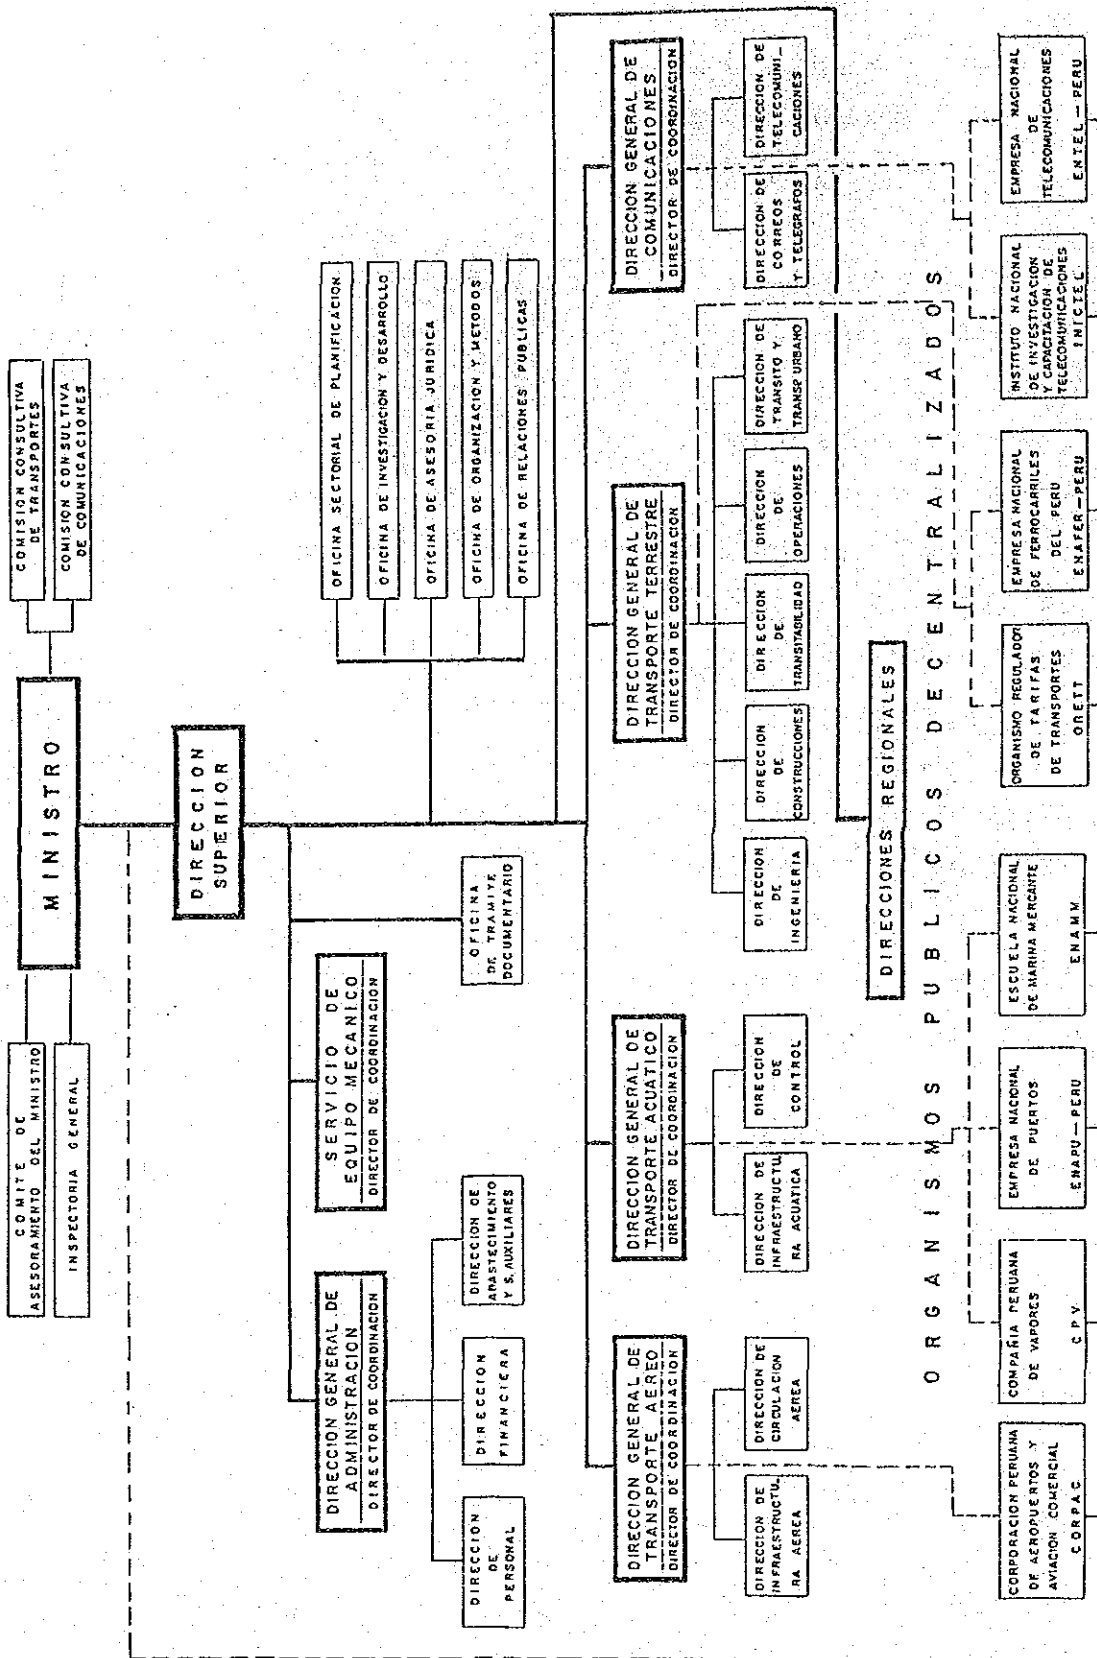 COMITE DE
ASESORAMIENTO DEL MINISTRO
INSPECTORIA GENERAL
MINISTRO
COMISION CONSULTIVA
DE TRANSPORTES
COMISION CONSULTIVA
DE COMUNICACIONES
DIRECCION
SUPERIOR
DIRECCION GENERAL DE
ADMINISTRACION
DIRECTOR DE COORDINACION
SERVICIO DE
EQUIPO MECANICO
DIRECTOR DE COORDINACION
OFICINA SECTORIAL DE PLANIFICACION
OFICINA DE INVESTIGACION Y DESARROLLO
OFICINA DE ASESORIA JURIDICA
OFICINA DE ORGANIZACION Y METODOS
OFICINA DE RELACIONES PUBLICAS
DIRECCION
DE
PERSONAL
DIRECCION
FINANCIERA
DIRECCION DE
ABASTECIMIENTO
Y S. AUXILIARES
OFICINA
DE TRAMITE
DOCUMENTARIO
DIRECCION GENERAL DE
TRANSPORTE AEREO
DIRECTOR DE COORDINACION
DIRECCION GENERAL DE
TRANSPORTE ACUATICO
DIRECTOR DE COORDINACION
DIRECCION GENERAL DE
TRANSPORTE TERRESTRE
DIRECTOR DE COORDINACION
DIRECCION GENERAL DE
COMUNICACIONES
DIRECTOR DE COORDINACION
DIRECCION DE
INFRAESTRUCTU_
RA AEREA
DIRECCION DE
CIRCULACION
AEREA
DIRECCION DE
INFRAESTRUCTU_
RA ACUATICA
DIRECCION
DE
CONTROL
DIRECCION
DE
INGENIERIA
DIRECCION
DE
CONSTRUCCIONES
DIRECCION
DE
TRANSITABILIDAD
DIRECCION
DE
OPERACIONES
DIRECCION DE
TRANSITO Y
TRANSP URBANO
DIRECCION DE
CORREOS
Y TELEGRAFOS
DIRECCION DE
TELECOMUNI_
CACIONES
DIRECCIONES REGIONALES
ORGANISMOS PUBLICOS DECENTRALIZADOS
CORPORACION PERUANA
DE AEROPUERTOS Y
AVIACION COMERCIAL
CORPAC
COMPAÑIA PERUANA
DE VAPORES
CPV
EMPRESA NACIONAL
DE PUERTOS
ENAPU-PERU
ESCUELA NACIONAL
DE MARINA MERCANTE
ENAMM
ORGANISMO REGULADOR
DE TARIFAS
DE TRANSPORTES
ORETT
EMPRESA NACIONAL
DE FERROCARRILES
DEL PERU
ENAFER-PERU
INSTITUTO NACIONAL
DE INVESTIGACION
Y CAPACITACION DE
TELECOMUNICACIONES
INICTEL
EMPRESA NACIONAL
DE
TELECOMUNICACIONES
ENTEL-PERU